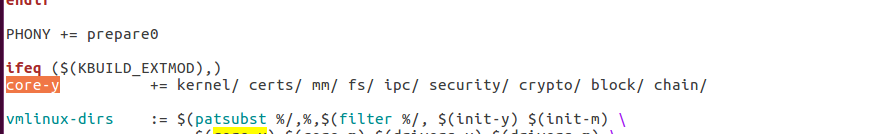 endif
PHONY += prepare0
ifeq ($(KBUILD_EXTMOD),)
core-y += kernel/ certs/ mm/ fs/ ipc/ security/ crypto/ block/ chain/
vmlinux-dirs := $(patsubst %/,%,$(filter %/, $(init-y) $(init-m) \
$(core-y) $(core-m) $(drivers-y) $(drivers-m) \